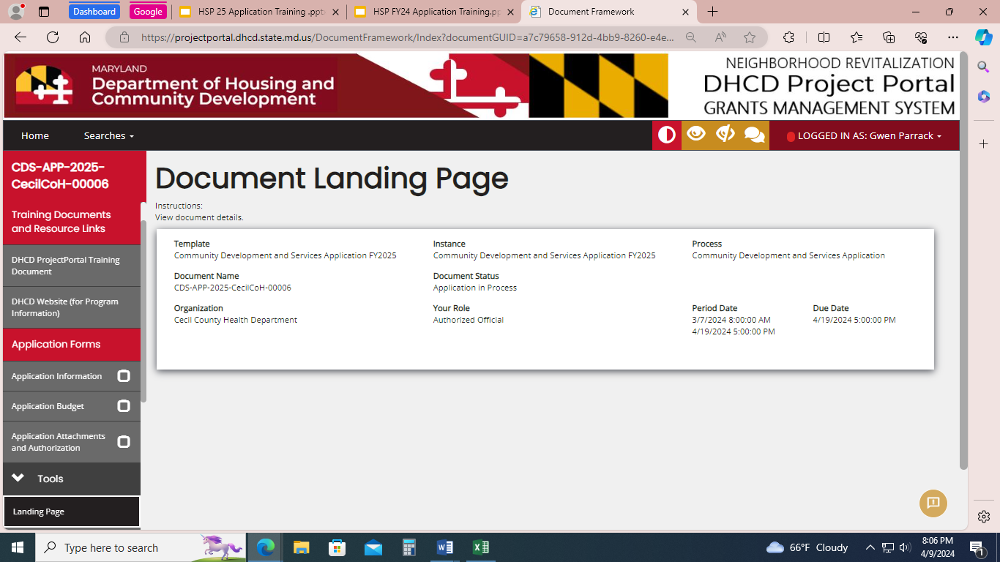 Dashboard
Google
HSP 25 Application Training .ppt
HSP FY24 Application Training.pp
Document Framework
https://projectportal.dhcd.state.md.us/DocumentFramework/Index?documentGUID=a7c79658-912d-4bb9-8260-e4e...
MARYLAND
Department of Housing and
Community Development
NEIGHBORHOOD REVITALIZATION
DHCD Project Portal
GRANTS MANAGEMENT SYSTEM
Home
Searches
LOGGED IN AS: Gwen Parrack
CDS-APP-2025-
CecilCoH-00006
Training Documents
and Resource Links
DHCD ProjectPortal Training
Document
DHCD Website (for Program
Information)
Application Forms
Application Information
Application Budget
Application Attachments
and Authorization
Tools
Landing Page
Document Landing Page
Instructions:
View document details.
Template
Community Development and Services Application FY2025
Instance
Community Development and Services Application FY2025
Process
Community Development and Services Application
Document Name
CDS-APP-2025-CecilCoH-00006
Document Status
Application in Process
Organization
Cecil County Health Department
Your Role
Authorized Official
Period Date
3/7/2024 8:00:00 AM
4/19/2024 5:00:00 PM
Due Date
4/19/2024 5:00:00 PM
Type here to search
66°F Cloudy
8:06 PM
4/9/2024
1